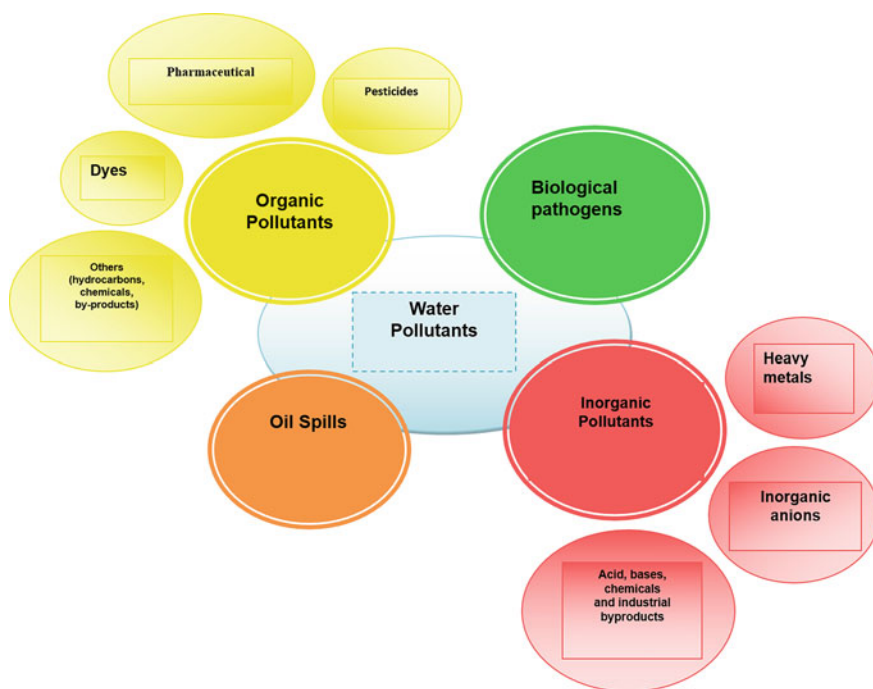 Pharmaceutical
Pesticides
Dyes
Organic
Pollutants
Biological
pathogens
Others
(hydrocarbons,
chemicals,
by-products)
Water
Pollutants
Heavy
metals
Oil Spills
Inorganic
Pollutants
Inorganic
anions
Acid, bases,
chemicals
and industrial
byproducts